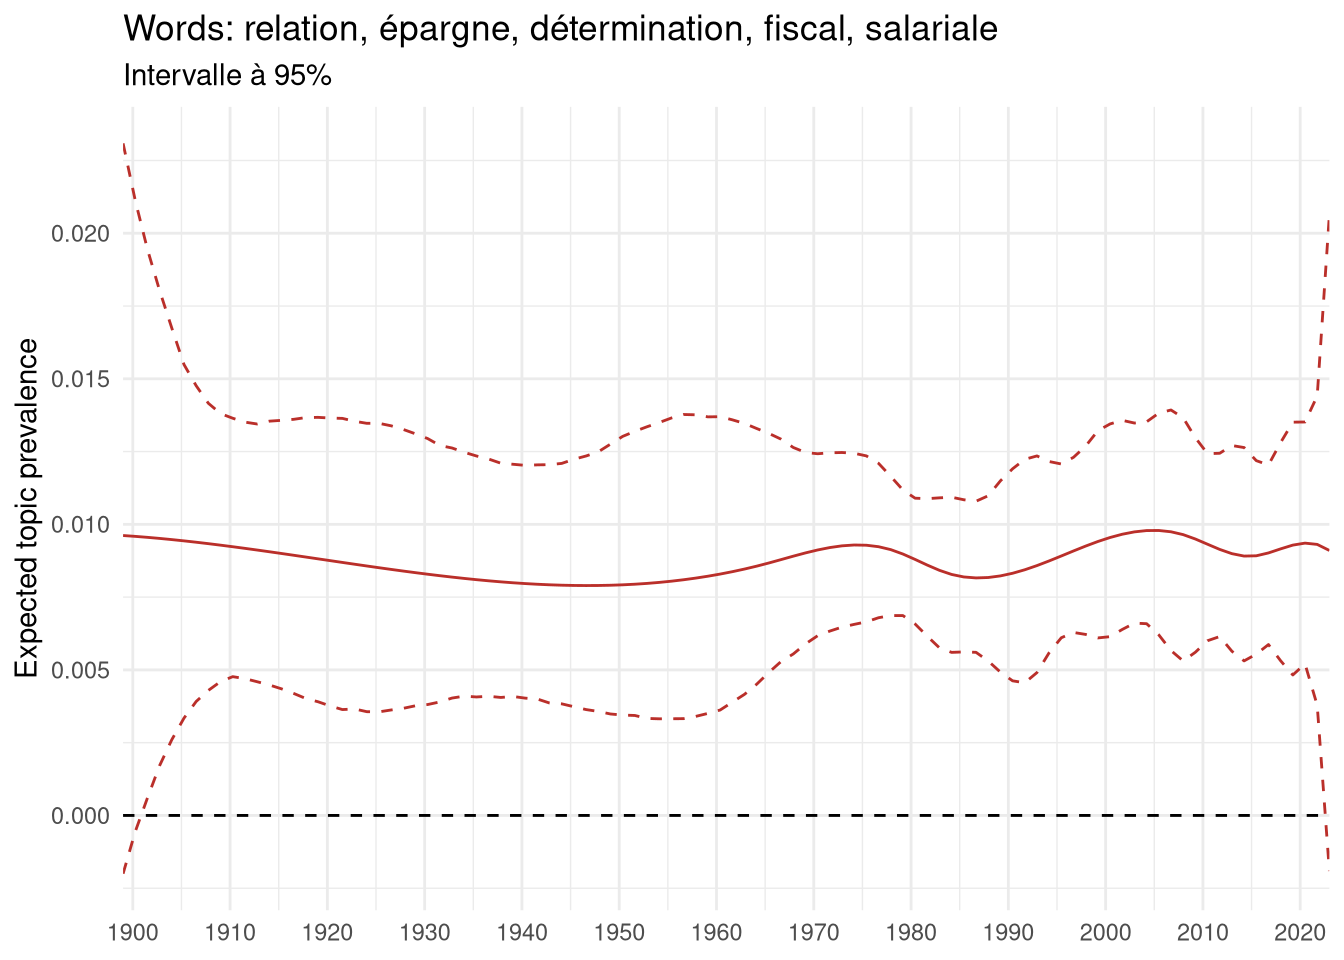 Words: relation, épargne, détermination, fiscal, salariale
Intervalle à 95%
Expected topic prevalence
0.020
0.015
0.010
0.005
0.000
1900 1910 1920 1930 1940 1950 1960 1970 1980 1990 2000 2010 2020